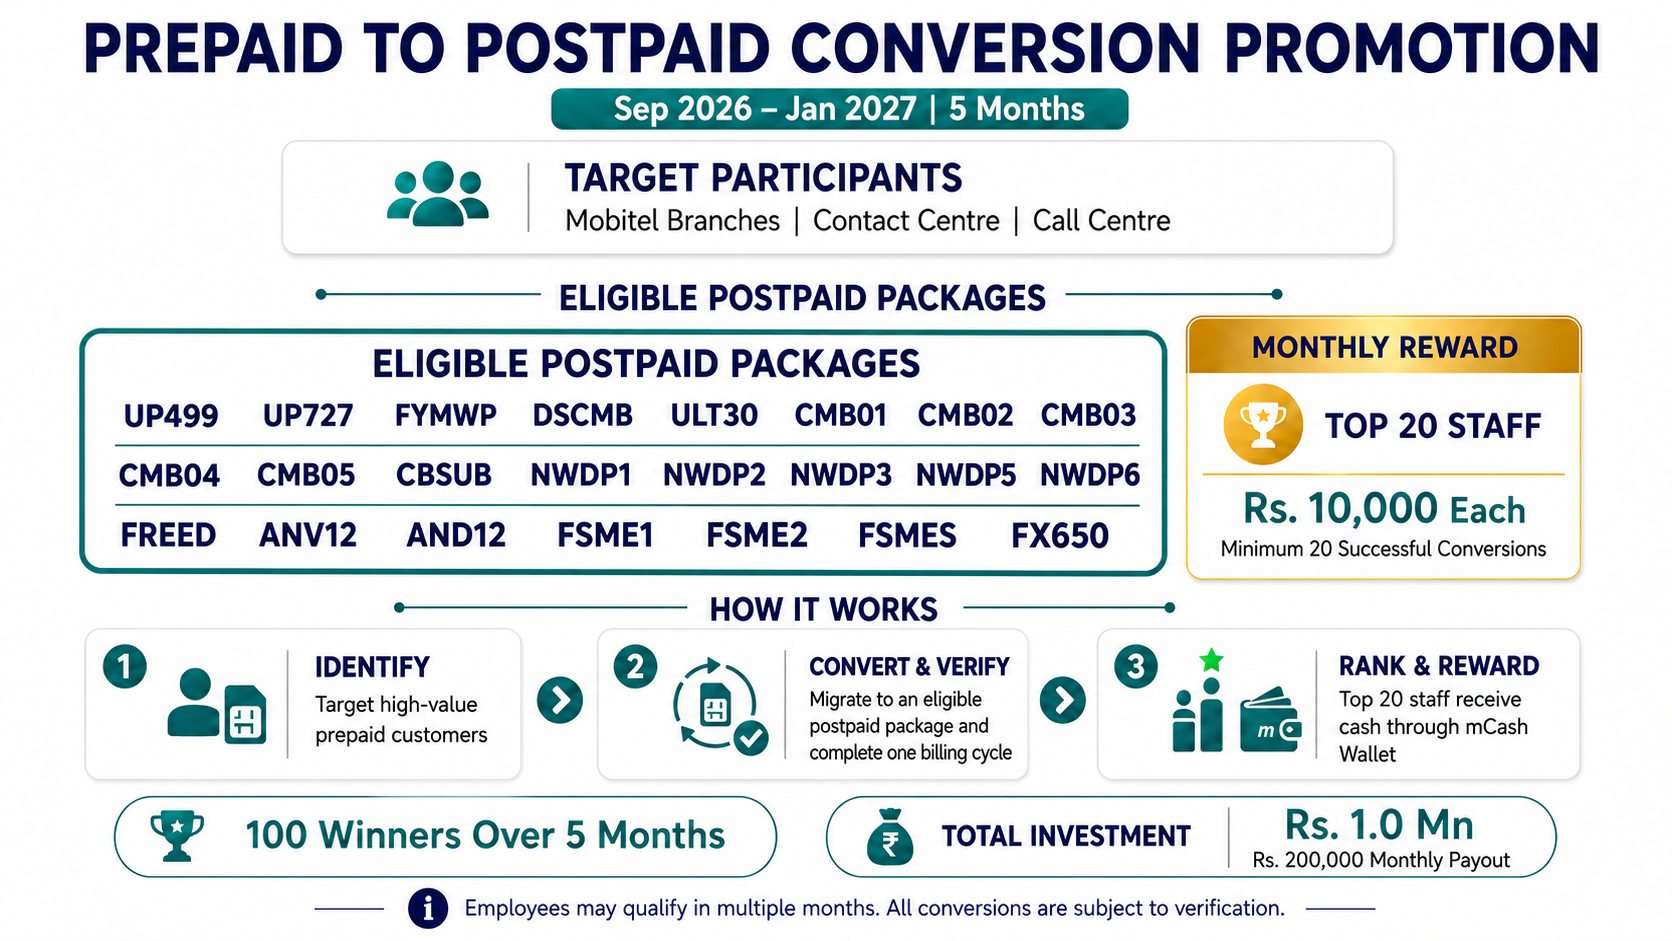 PREPAID TO POSTPAID CONVERSION PROMOTION
Sep 2026 – Jan 2027 | 5 Months
TARGET PARTICIPANTS
Mobitel Branches | Contact Centre | Call Centre
ELIGIBLE POSTPAID PACKAGES
ELIGIBLE POSTPAID PACKAGES
UP499 UP727 FYMWP DSCMB ULT30 CMB01 CMB02 CMB03
CMB04 CMB05 CBSUB NWDP1 NWDP2 NWDP3 NWDP5 NWDP6
FREED ANV12 AND12 FSME1 FSME2 FSMES FX650
MONTHLY REWARD
TOP 20 STAFF
Rs. 10,000 Each
Minimum 20 Successful Conversions
HOW IT WORKS
1
IDENTIFY
Target high-value
prepaid customers
2
CONVERT & VERIFY
Migrate to an eligible
postpaid package and
complete one billing cycle
3
m
RANK & REWARD
Top 20 staff receive
cash through mCash
Wallet
100 Winners Over 5 Months
₹
TOTAL INVESTMENT
Rs. 1.0 Mn
Rs. 200,000 Monthly Payout
i
Employees may qualify in multiple months. All conversions are subject to verification.